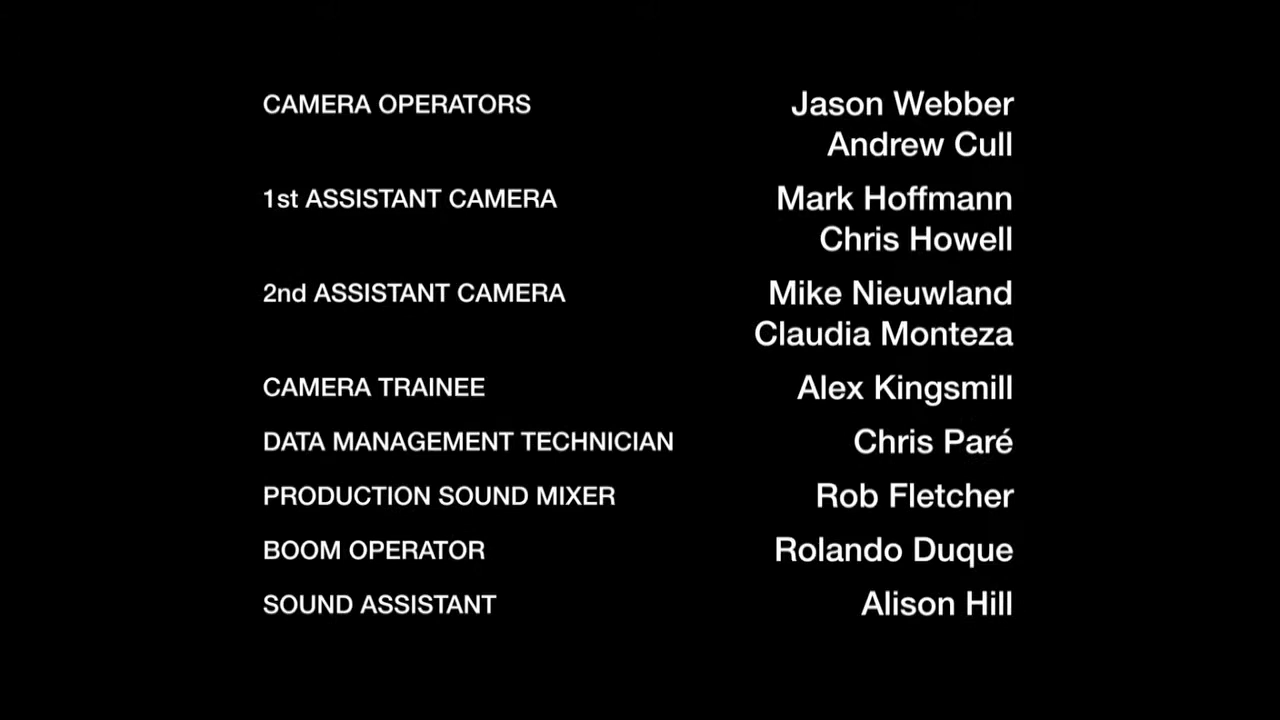 CAMERA OPERATORS Jason Webber
Andrew Cull
1st ASSISTANT CAMERA Mark Hoffmann
Chris Howell
2nd ASSISTANT CAMERA Mike Nieuwland
Claudia Monteza
CAMERA TRAINEE Alex Kingsmill
DATA MANAGEMENT TECHNICIAN Chris Paré
PRODUCTION SOUND MIXER Rob Fletcher
BOOM OPERATOR Rolando Duque
SOUND ASSISTANT Alison Hill